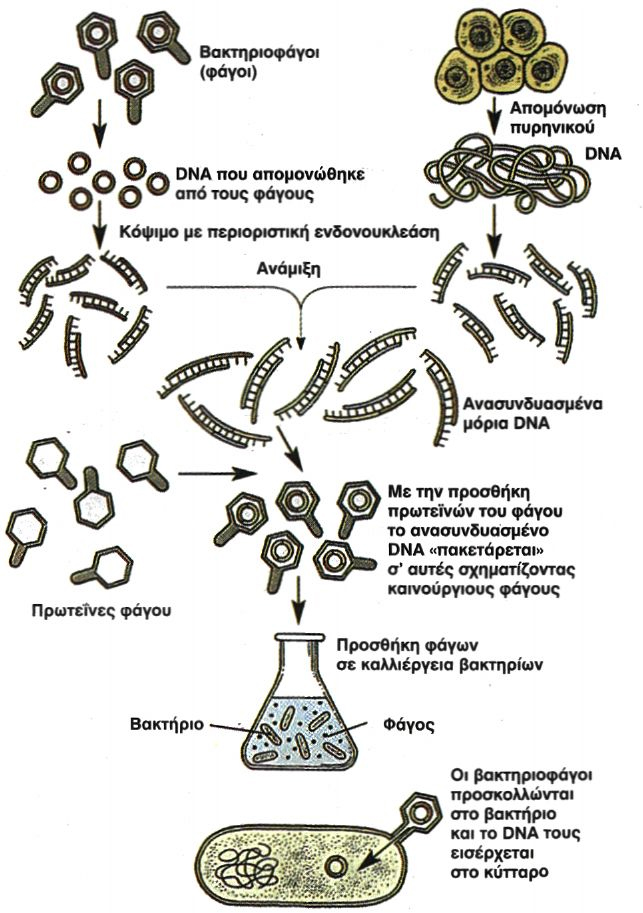 Βακτηριοφάγοι
(φάγοι)
Απομόνωση
πυρηνικού
DNA
DNA που απομονώθηκε
από τους φάγους
Κόψιμο με περιοριστική ενδονουκλεάση
Ανάμιξη
Ανασυνδυασμένα
μόρια DNA
Με την προσθήκη
πρωτεϊνών του φάγου
το ανασυνδυασμένο
DNA «πακετάρεται»
σ' αυτές σχηματίζοντας
καινούργιους φάγους
Πρωτεΐνες φάγου
Προσθήκη φάγων
σε καλλιέργεια βακτηρίων
Βακτήριο
Φάγος
Οι βακτηριοφάγοι
προσκολλώνται
στο βακτήριο
και το DNA τους
εισέρχεται
στο κύτταρο